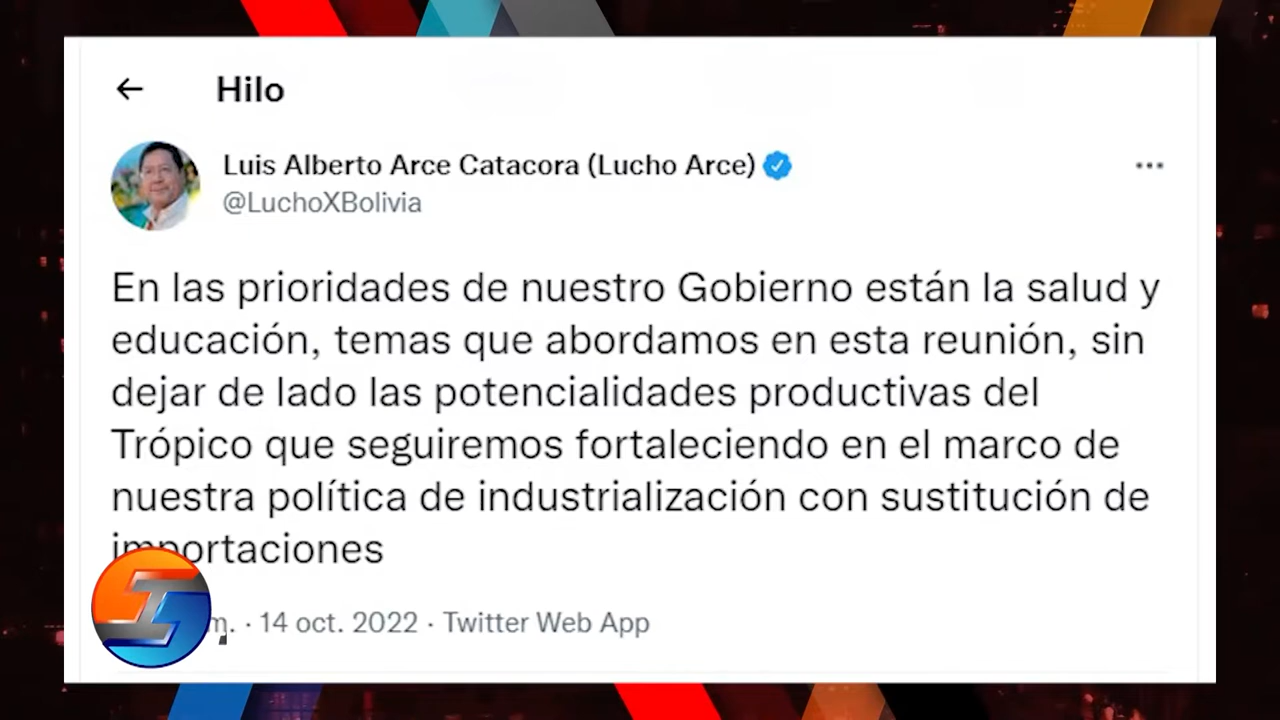 Hilo
Luis Alberto Arce Catacora (Lucho Arce)
@LuchoXBolivia
En las prioridades de nuestro Gobierno están la salud y
educación, temas que abordamos en esta reunión, sin
dejar de lado las potencialidades productivas del
Trópico que seguiremos fortaleciendo en el marco de
nuestra política de industrialización con sustitución de
importaciones
m. · 14 oct. 2022 · Twitter Web App